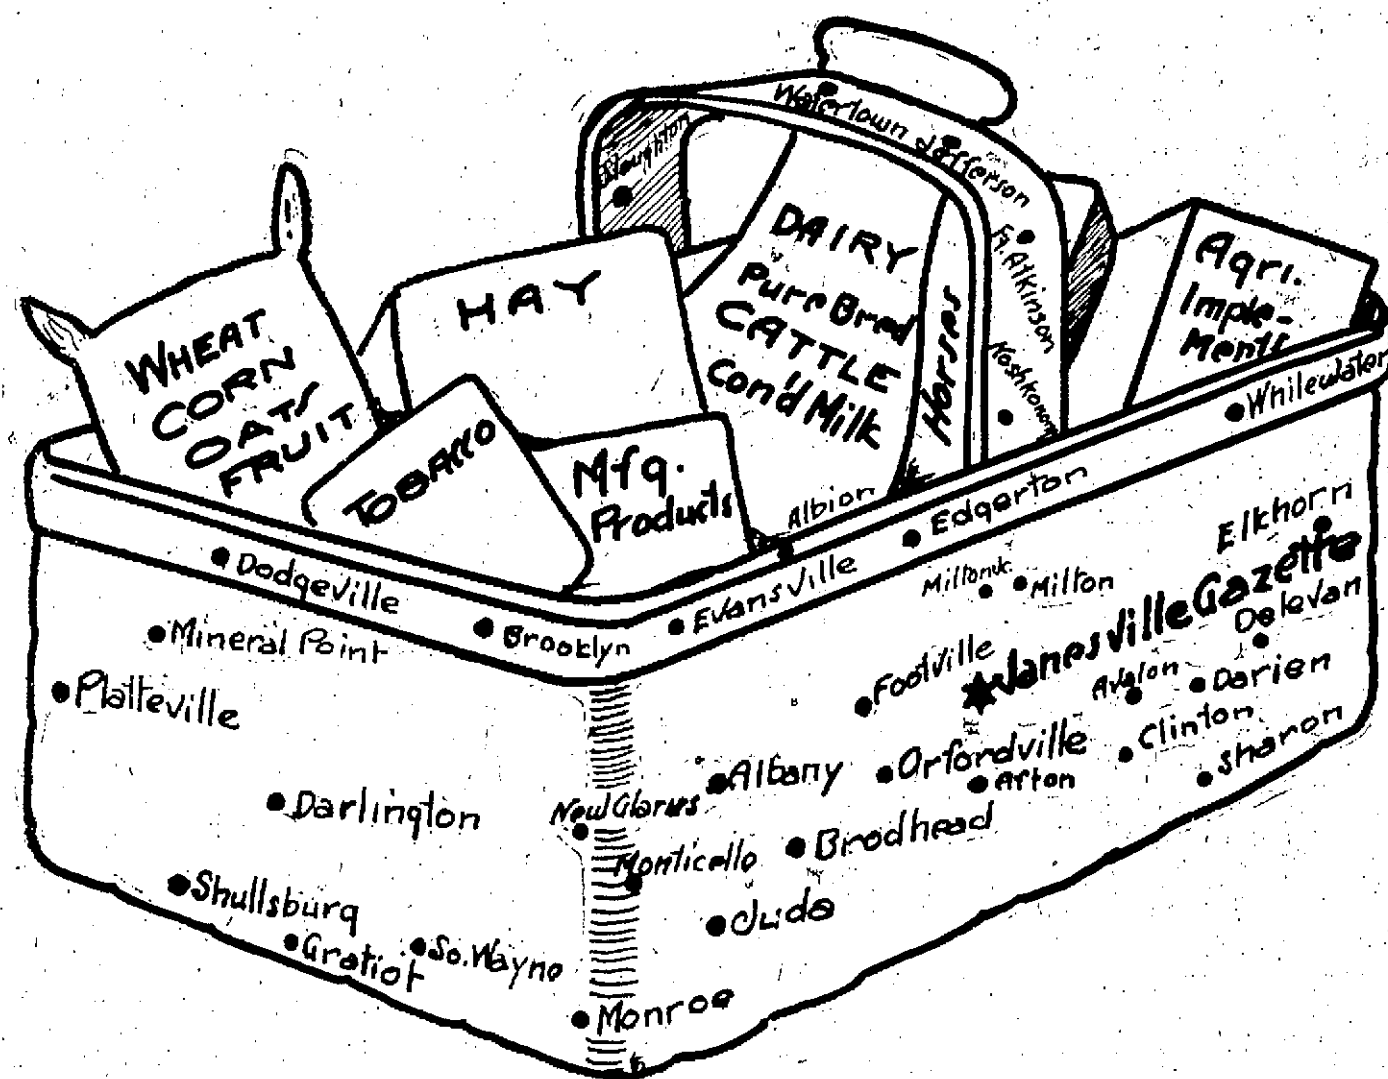 Watertown
Jefferson
Stoughton
Ft. Atkinson
Koshkonong
DAIRY
Pure Bred
CATTLE
Con'd Milk
Horses
Agri.
Imple-
ments
HAY
WHEAT
CORN
OATS
FRUIT
TOBACCO
Mfg.
Products
Whitewater
Albion
Edgerton
Evansville
Dodgeville
Brooklyn
Elkhorn
Milton Jc.
Milton
Janesville Gazette
Delevan
Mineral Point
Footville
Avalon
Darien
Platteville
Clinton
Sharon
Albany
Orfordville
Afton
Darlington
New Glarus
Brodhead
Monticello
Shullsburg
Juda
Gratiot
So. Wayne
Monroe